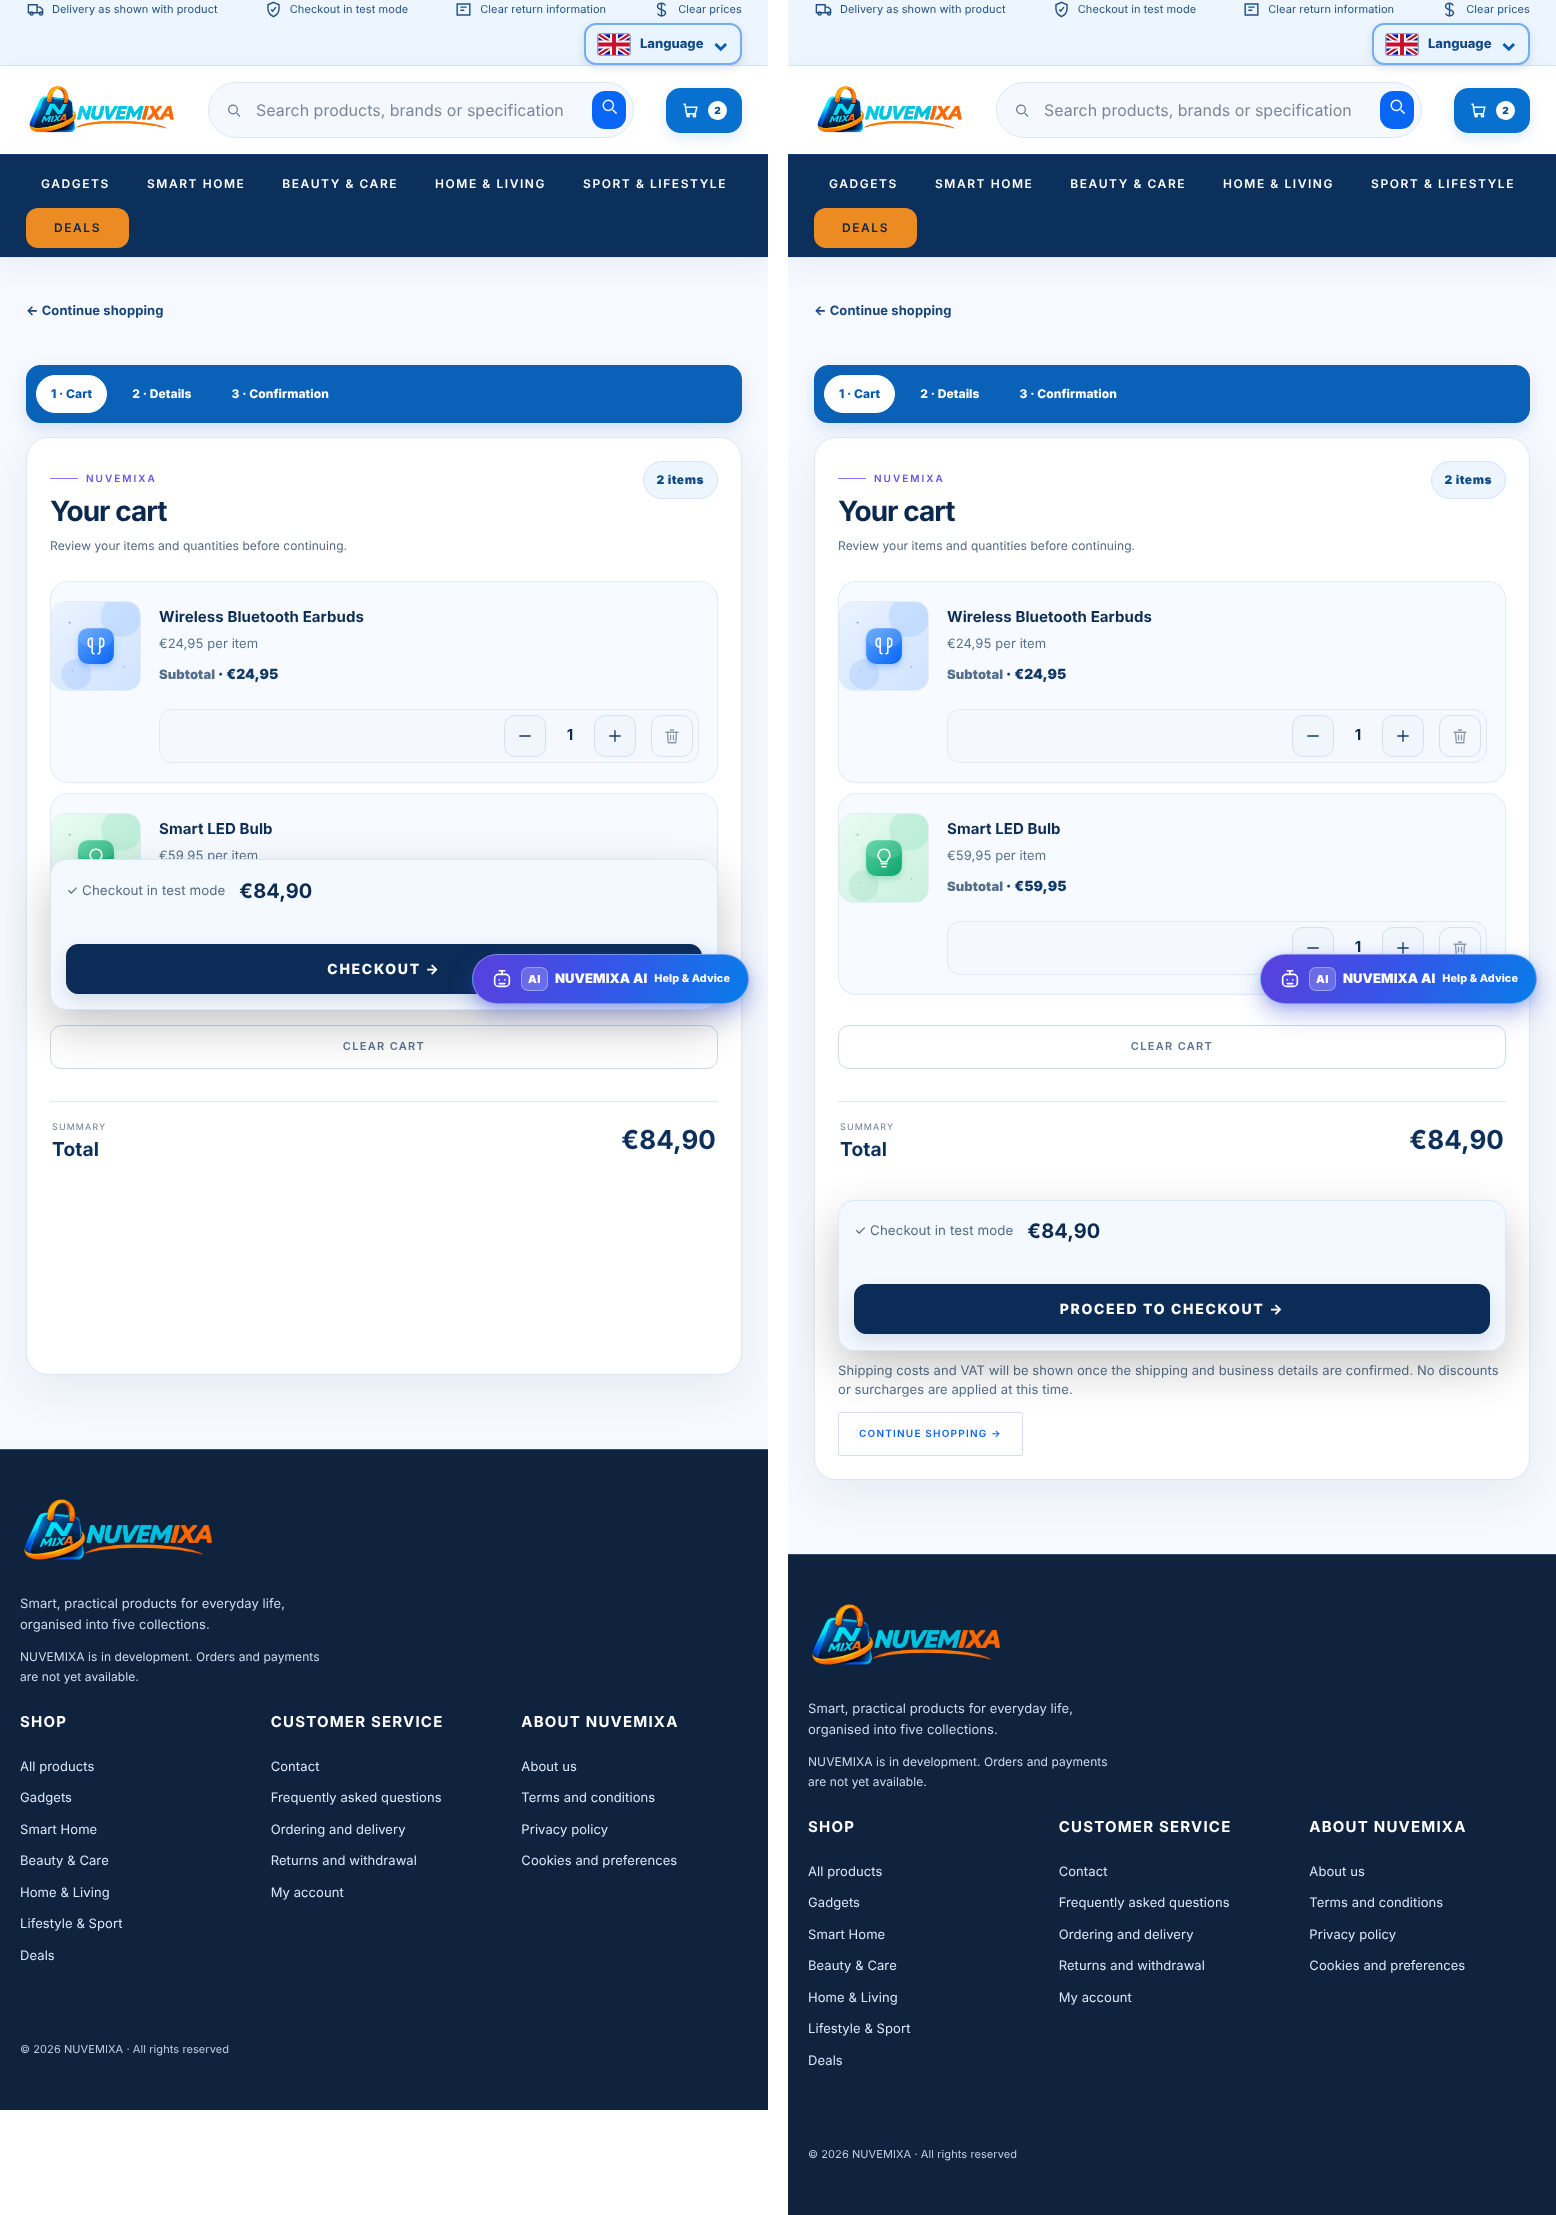 Delivery as shown with product
Checkout in test mode
Clear return information
Clear prices
Language
NUVEMIXA
N
MIXA
Search products, brands or specification
2
GADGETS
SMART HOME
BEAUTY & CARE
HOME & LIVING
SPORT & LIFESTYLE
DEALS
← Continue shopping
1 · Cart
2 · Details
3 · Confirmation
NUVEMIXA
2 items
Your cart
Review your items and quantities before continuing.
Wireless Bluetooth Earbuds
€24,95 per item
Subtotal · €24,95
1
Smart LED Bulb
€59,95 per item
✓ Checkout in test mode €84,90
CHECKOUT →
AI NUVEMIXA AI Help & Advice
CLEAR CART
SUMMARY
Total
€84,90
NUVEMIXA
N
MIXA
Smart, practical products for everyday life,
organised into five collections.
NUVEMIXA is in development. Orders and payments
are not yet available.
SHOP
All products
Gadgets
Smart Home
Beauty & Care
Home & Living
Lifestyle & Sport
Deals
CUSTOMER SERVICE
Contact
Frequently asked questions
Ordering and delivery
Returns and withdrawal
My account
ABOUT NUVEMIXA
About us
Terms and conditions
Privacy policy
Cookies and preferences
© 2026 NUVEMIXA · All rights reserved
Delivery as shown with product
Checkout in test mode
Clear return information
Clear prices
Language
NUVEMIXA
N
MIXA
Search products, brands or specification
2
GADGETS
SMART HOME
BEAUTY & CARE
HOME & LIVING
SPORT & LIFESTYLE
DEALS
← Continue shopping
1 · Cart
2 · Details
3 · Confirmation
NUVEMIXA
2 items
Your cart
Review your items and quantities before continuing.
Wireless Bluetooth Earbuds
€24,95 per item
Subtotal · €24,95
1
Smart LED Bulb
€59,95 per item
Subtotal · €59,95
1
AI NUVEMIXA AI Help & Advice
CLEAR CART
SUMMARY
Total
€84,90
✓ Checkout in test mode €84,90
PROCEED TO CHECKOUT →
Shipping costs and VAT will be shown once the shipping and business details are confirmed. No discounts
or surcharges are applied at this time.
CONTINUE SHOPPING →
NUVEMIXA
N
MIXA
Smart, practical products for everyday life,
organised into five collections.
NUVEMIXA is in development. Orders and payments
are not yet available.
SHOP
All products
Gadgets
Smart Home
Beauty & Care
Home & Living
Lifestyle & Sport
Deals
CUSTOMER SERVICE
Contact
Frequently asked questions
Ordering and delivery
Returns and withdrawal
My account
ABOUT NUVEMIXA
About us
Terms and conditions
Privacy policy
Cookies and preferences
© 2026 NUVEMIXA · All rights reserved